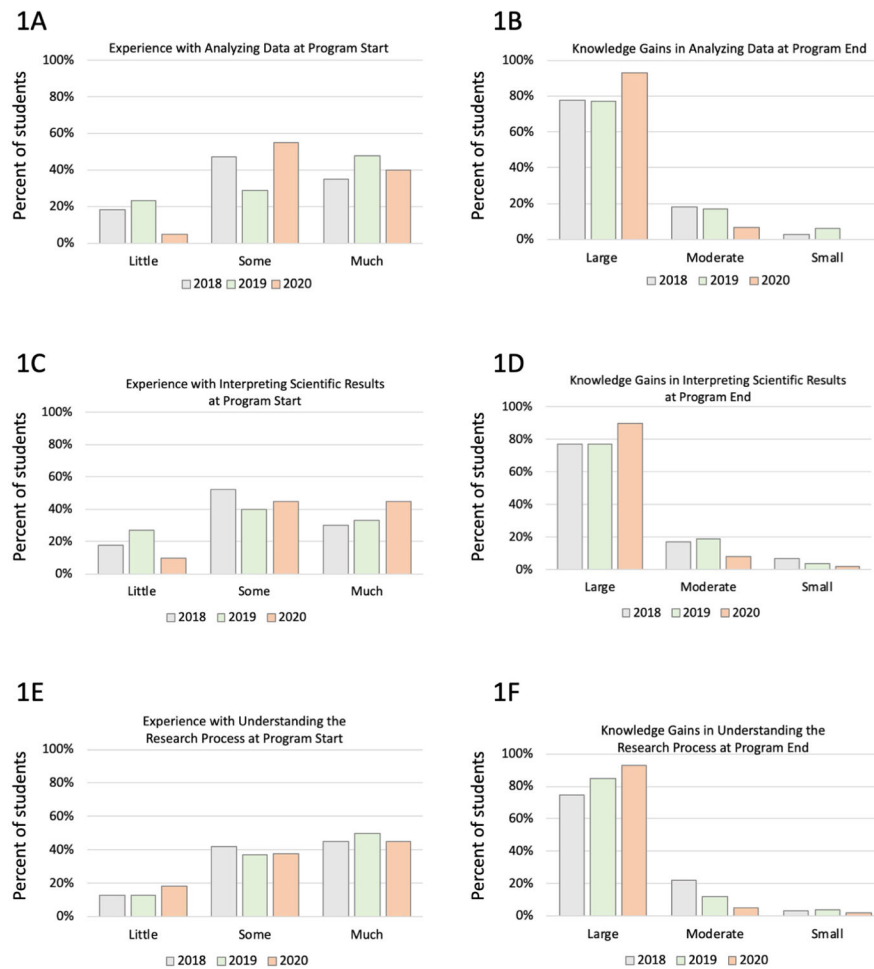 1A
Experience with Analyzing Data at Program Start
Percent of students
100%
80%
60%
40%
20%
0%
Little Some Much
2018 2019 2020
1B
Knowledge Gains in Analyzing Data at Program End
Percent of students
100%
80%
60%
40%
20%
0%
Large Moderate Small
2018 2019 2020
1C
Experience with Interpreting Scientific Results
at Program Start
Percent of students
100%
80%
60%
40%
20%
0%
Little Some Much
2018 2019 2020
1D
Knowledge Gains in Interpreting Scientific Results
at Program End
Percent of students
100%
80%
60%
40%
20%
0%
Large Moderate Small
2018 2019 2020
1E
Experience with Understanding the
Research Process at Program Start
Percent of students
100%
80%
60%
40%
20%
0%
Little Some Much
2018 2019 2020
1F
Knowledge Gains in Understanding the
Research Process at Program End
Percent of students
100%
80%
60%
40%
20%
0%
Large Moderate Small
2018 2019 2020